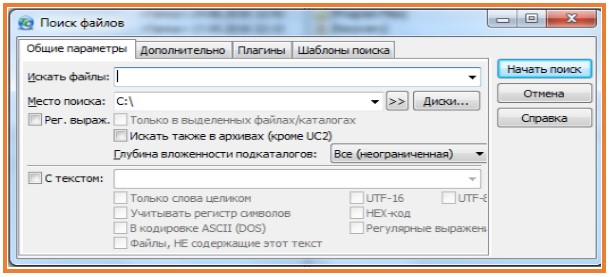 Поиск файлов
Общие параметры Дополнительно Плагины Шаблоны поиска
Искать файлы: Начать поиск
Место поиска: C:\ >> Диски... Отмена
Рег. выраж. Только в выделенных файлах/каталогах Справка
Искать также в архивах (кроме UC2)
Глубина вложенности подкаталогов: Все (неограниченная)
С текстом:
Только слова целиком UTF-16 UTF-8
Учитывать регистр символов HEX-код
В кодировке ASCII (DOS) Регулярные выражен
Файлы, НЕ содержащие этот текст